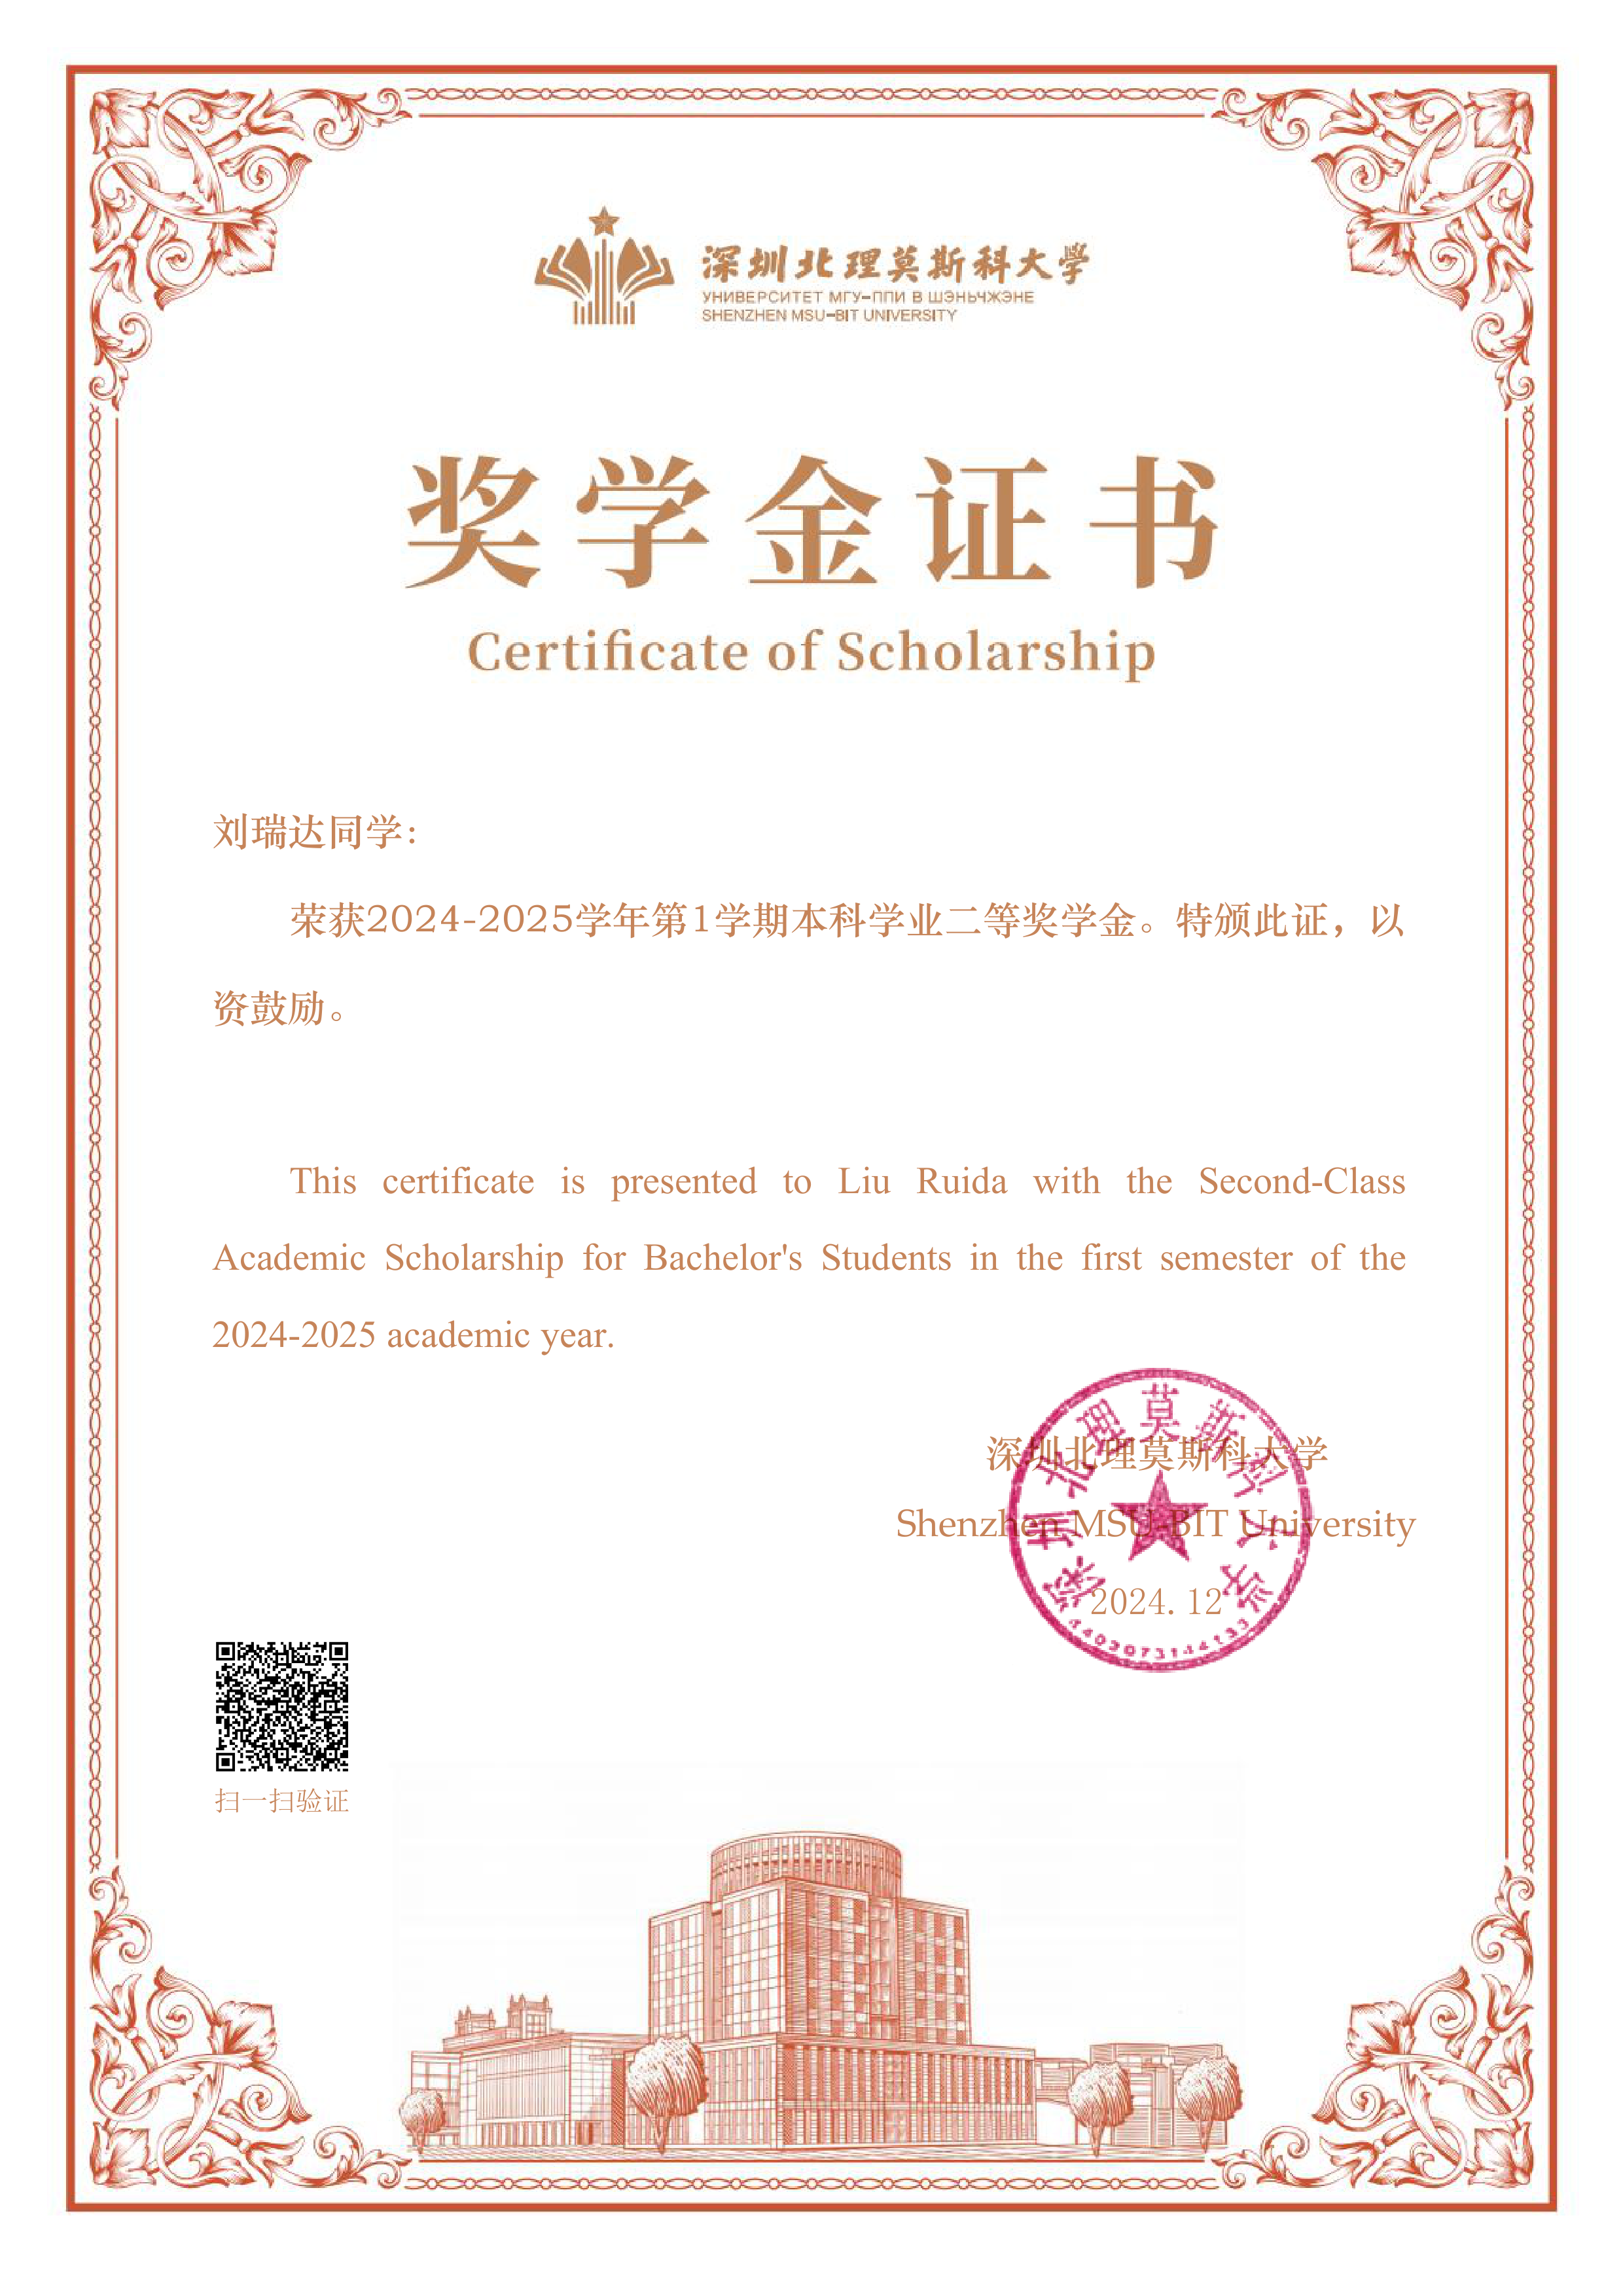 深圳北理莫斯科大学
УНИВЕРСИТЕТ МГУ-ППИ В ШЭНЬЧЖЭНЕ
SHENZHEN MSU-BIT UNIVERSITY
奖学金证书
Certificate of Scholarship
刘瑞达同学：
荣获2024-2025学年第1学期本科学业二等奖学金。特颁此证，以
资鼓励。
This certificate is presented to Liu Ruida with the Second-Class
Academic Scholarship for Bachelor's Students in the first semester of the
2024-2025 academic year.
深圳北理莫斯科大学
Shenzhen MSU-BIT University
2024.12
深圳北理莫斯科大学
4403073144133
扫一扫验证